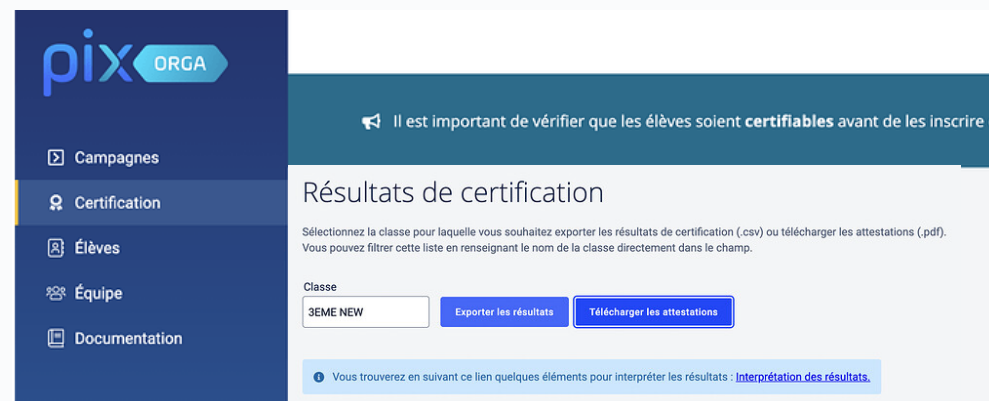 pix ORGA
Il est important de vérifier que les élèves soient certifiables avant de les inscrire
Campagnes
Certification
Élèves
Équipe
Documentation
Résultats de certification
Sélectionnez la classe pour laquelle vous souhaitez exporter les résultats de certification (.csv) ou télécharger les attestations (.pdf).
Vous pouvez filtrer cette liste en renseignant le nom de la classe directement dans le champ.
Classe
3EME NEW
Exporter les résultats
Télécharger les attestations
Vous trouverez en suivant ce lien quelques éléments pour interpréter les résultats : Interprétation des résultats.